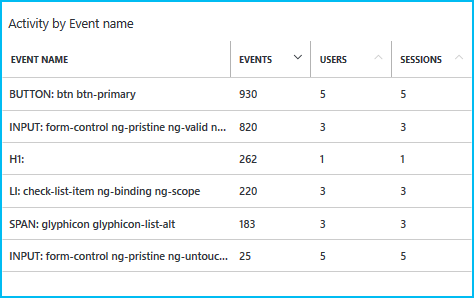 Activity by Event name
EVENT NAME EVENTS USERS SESSIONS
BUTTON: btn btn-primary 930 5 5
INPUT: form-control ng-pristine ng-valid n... 820 3 3
H1: 262 1 1
LI: check-list-item ng-binding ng-scope 220 3 3
SPAN: glyphicon glyphicon-list-alt 183 3 3
INPUT: form-control ng-pristine ng-untouc... 25 5 5